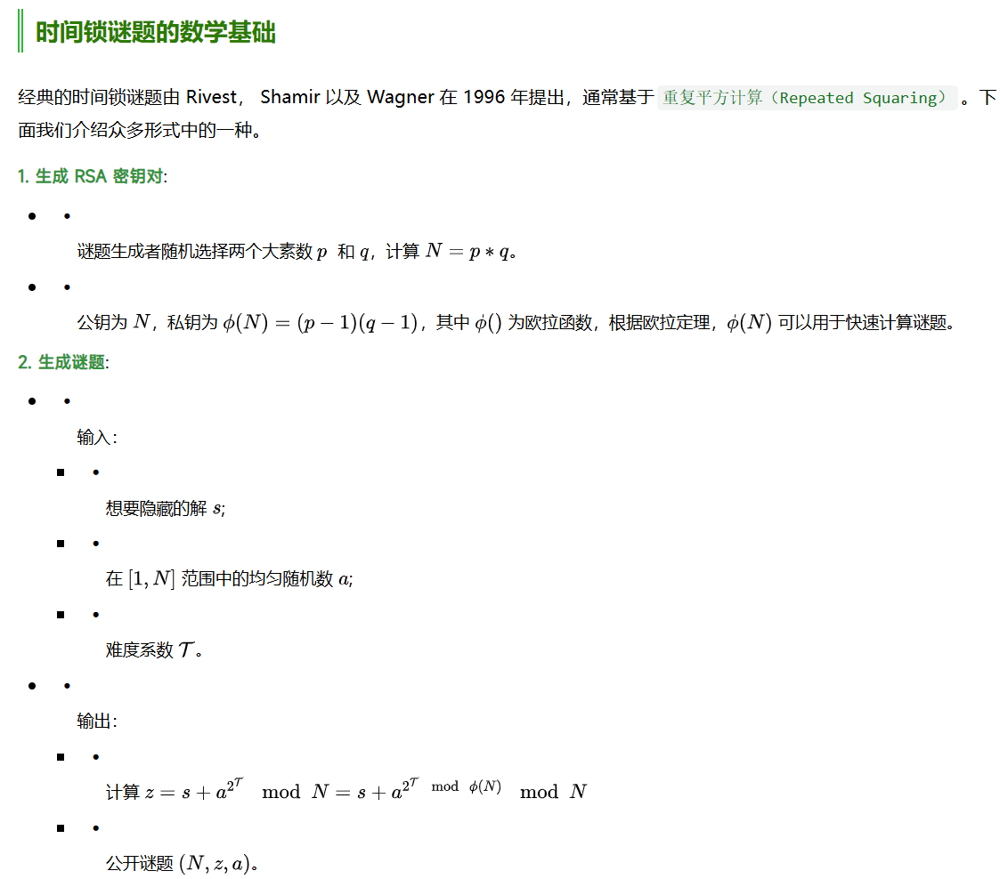 时间锁谜题的数学基础
经典的时间锁谜题由 Rivest， Shamir 以及 Wagner 在 1996 年提出，通常基于 重复平方计算（Repeated Squaring） 。下
面我们介绍众多形式中的一种。
1. 生成 RSA 密钥对:
谜题生成者随机选择两个大素数 $p$ 和 $q$，计算 $N = p * q$。
公钥为 $N$，私钥为 $\phi(N) = (p-1)(q-1)$，其中 $\phi()$ 为欧拉函数，根据欧拉定理，$\phi(N)$ 可以用于快速计算谜题。
2. 生成谜题:
输入：
想要隐藏的解 $s$;
在 $[1, N]$ 范围中的均匀随机数 $a$;
难度系数 $\mathcal{T}$。
输出：
计算 $z = s + a^{2^{\mathcal{T}}} \mod N = s + a^{2^{\mathcal{T}} \mod \phi(N)} \mod N$
公开谜题 $(N, z, a)$。